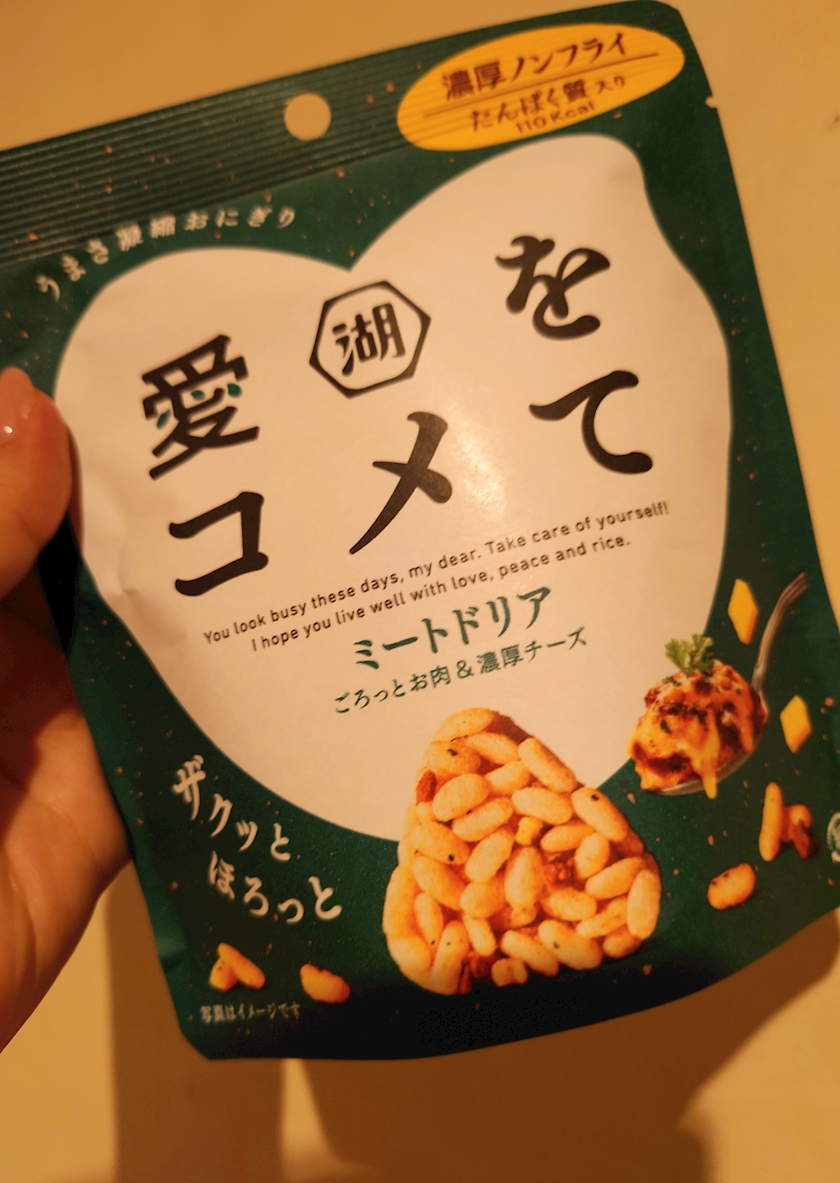 濃厚ノンフライ
たんぱく質入り
110Kcal
うまさ凝縮おにぎり
愛を
湖
コメて
You look busy these days, my dear. Take care of yourself!
I hope you live well with love, peace and rice.
ミートドリア
ごろっとお肉&濃厚チーズ
ザクッと
ほろっと
写真はイメージです